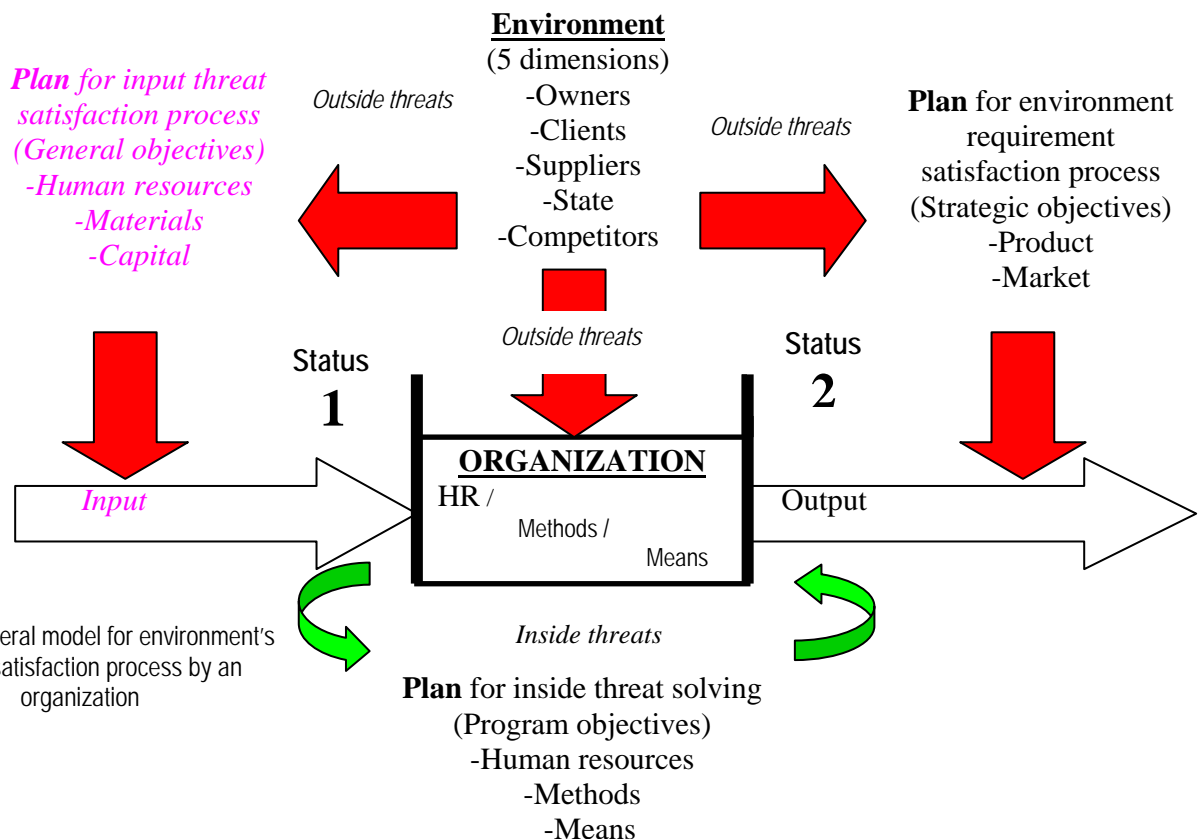 Environment
(5 dimensions)
-Owners
-Clients
-Suppliers
-State
-Competitors
Plan for input threat
satisfaction process
(General objectives)
-Human resources
-Materials
-Capital
Outside threats
Outside threats
Plan for environment
requirement
satisfaction process
(Strategic objectives)
-Product
-Market
Outside threats
Status
1
Status
2
ORGANIZATION
HR /
Methods /
Means
Input
Output
model for environment's
satisfaction process by an
organization
Inside threats
Plan for inside threat solving
(Program objectives)
-Human resources
-Methods
-Means